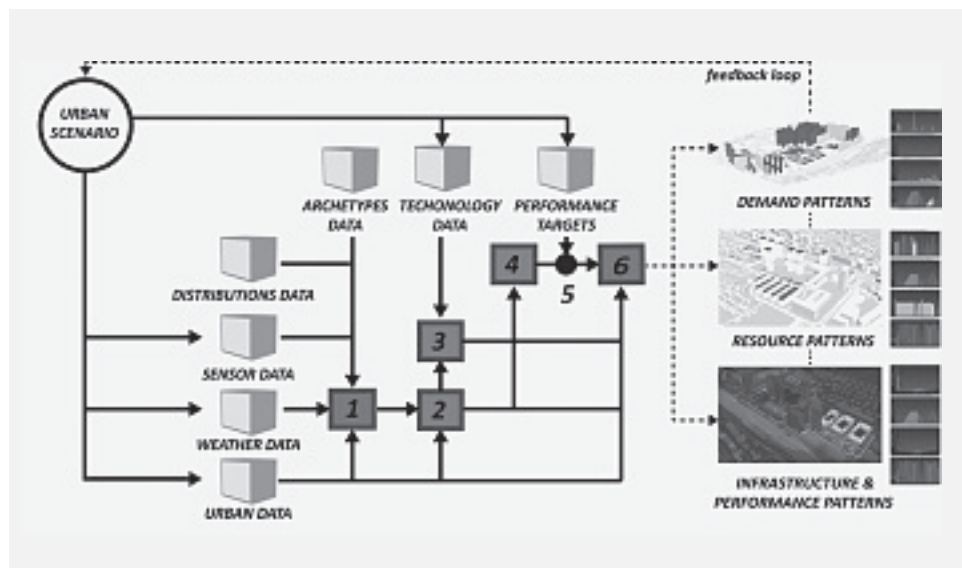 feedback loop
URBAN
SCENARIO
ARCHETYPES
DATA
TECHONOLOGY
DATA
PERFORMANCE
TARGETS
DEMAND PATTERNS
4
6
5
DISTRIBUTIONS DATA
3
RESOURCE PATTERNS
SENSOR DATA
1
2
WEATHER DATA
URBAN DATA
INFRASTRUCTURE &
PERFORMANCE PATTERNS